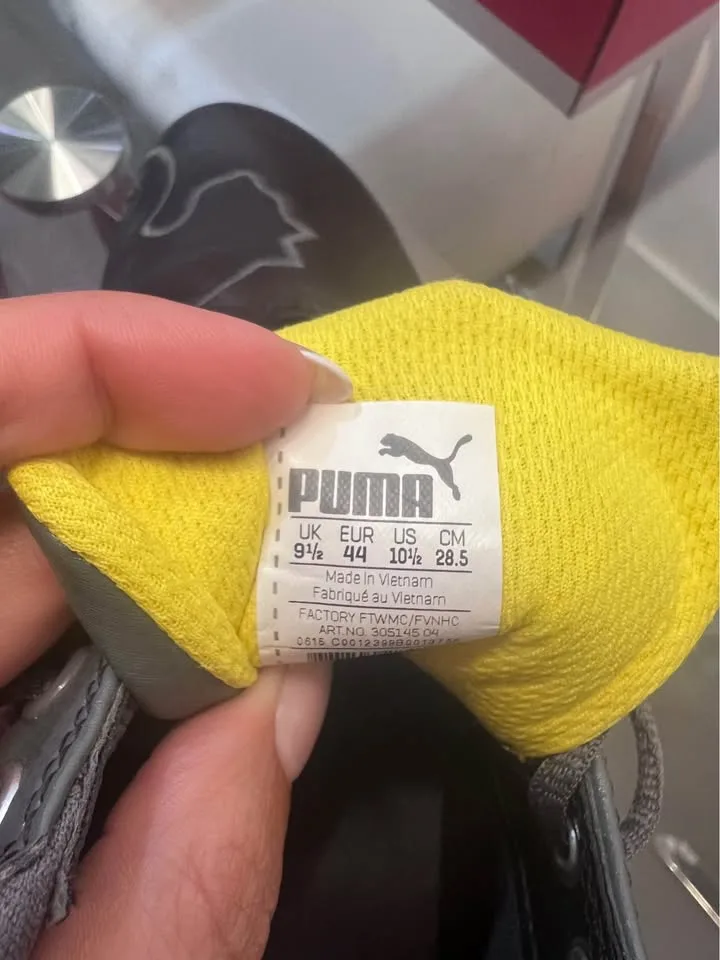 PUMA
UK EUR US CM
9½ 44 10½ 28.5
Made in Vietnam
Fabriqué au Vietnam
FACTORY FTWMC/FVNHC
ART.NO. 305145 04
0615